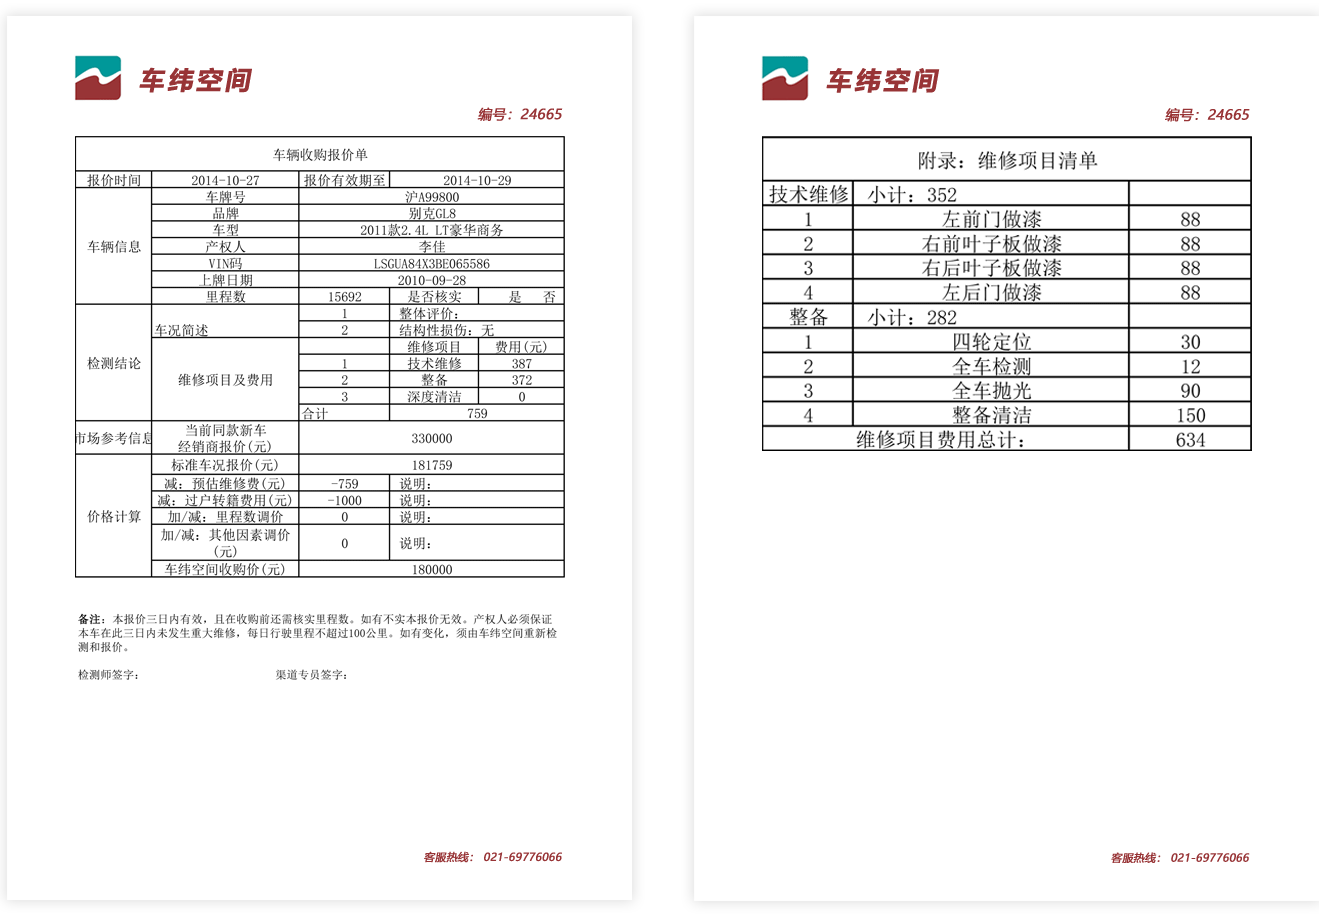 车纬空间
编号：24665
车辆收购报价单
报价时间 2014-10-27 报价有效期至 2014-10-29
车辆信息
车牌号 沪A99800
品牌 别克GL8
车型 2011款2.4L LT豪华商务
产权人 李佳
VIN码 LSGUA84X3BE065586
上牌日期 2010-09-28
里程数 15692 是否核实 是 否
检测结论
车况简述
1 整体评价：
2 结构性损伤：无
维修项目及费用
维修项目 费用(元)
1 技术维修 387
2 整备 372
3 深度清洁 0
合计 759
市场参考信息
当前同款新车
经销商报价(元) 330000
价格计算
标准车况报价(元) 181759
减：预估维修费(元) -759 说明：
减：过户转籍费用(元) -1000 说明：
加/减：里程数调价 0 说明：
加/减：其他因素调价
(元) 0 说明：
车纬空间收购价(元) 180000
备注：本报价三日内有效，且在收购前还需核实里程数。如有不实本报价无效。产权人必须保证
本车在此三日内未发生重大维修，每日行驶里程不超过100公里。如有变化，须由车纬空间重新检
测和报价。
检测师签字： 渠道专员签字：
客服热线： 021-69776066
车纬空间
编号：24665
附录：维修项目清单
技术维修 小计：352
1 左前门做漆 88
2 右前叶子板做漆 88
3 右后叶子板做漆 88
4 左后门做漆 88
整备 小计：282
1 四轮定位 30
2 全车检测 12
3 全车抛光 90
4 整备清洁 150
维修项目费用总计： 634
客服热线： 021-69776066